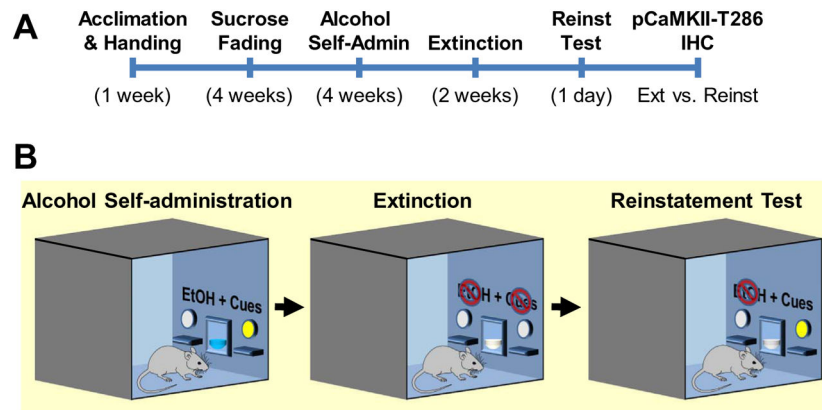 A
Acclimation
& Handing
Sucrose
Fading
Alcohol
Self-Admin
Extinction
Reinst
Test
pCaMKII-T286
IHC
(1 week)
(4 weeks)
(4 weeks)
(2 weeks)
(1 day)
Ext vs. Reinst
B
Alcohol Self-administration
Extinction
Reinstatement Test
EtOH + Cues
EtOH + Cues
EtOH + Cues